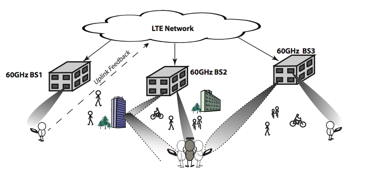 LTE Network
60GHz BS1
Uplink Feedback
60GHz BS2
60GHz BS3